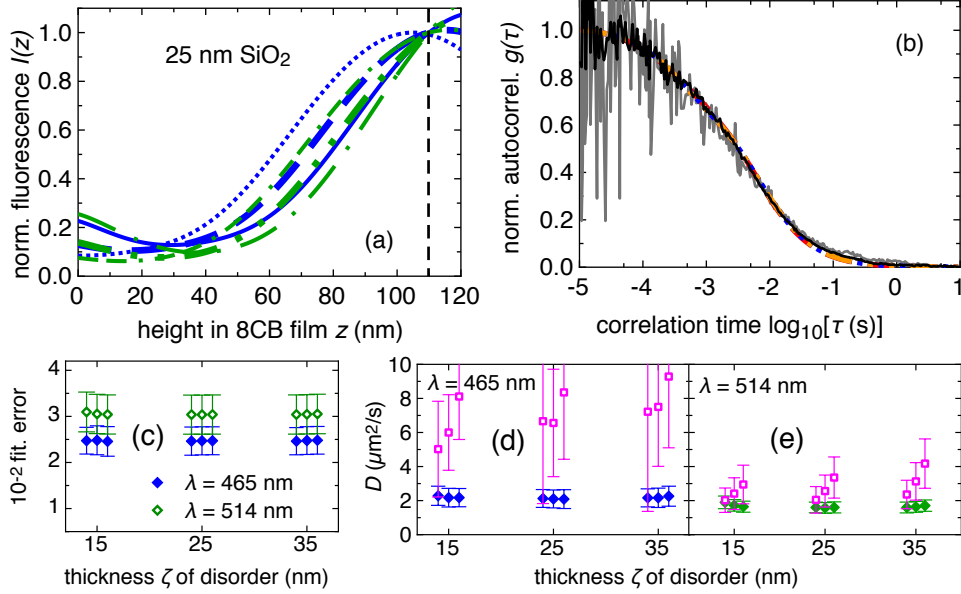 norm. fluorescence I(z)
1.0
0.8
0.6
0.4
0.2
0.0
25 nm SiO₂
(a)
0 20 40 60 80 100 120
height in 8CB film z (nm)
norm. autocorrel. g(τ)
1.0
0.8
0.6
0.4
0.2
0.0
(b)
-5 -4 -3 -2 -1 0 1
correlation time log₁₀[τ (s)]
10⁻² fit. error
4
3
2
1
(c)
λ = 465 nm
λ = 514 nm
15 25 35
thickness ζ of disorder (nm)
D (μm²/s)
10
8
6
4
2
0
λ = 465 nm
(d)
15 25 35
λ = 514 nm
(e)
15 25 35
thickness ζ of disorder (nm)